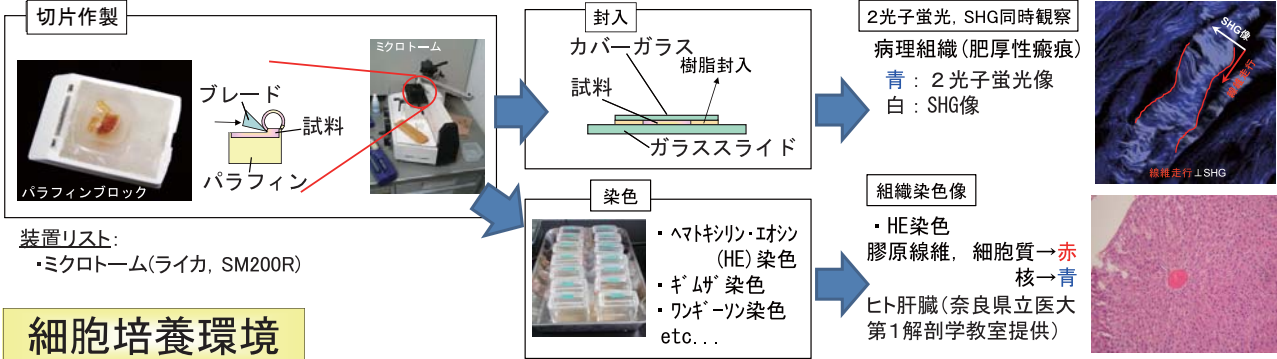 切片作製
ミクロトーム
ブレード
試料
パラフィン
パラフィンブロック
装置リスト:
・ミクロトーム(ライカ, SM200R)
細胞培養環境
封入
カバーガラス
樹脂封入
試料
ガラススライド
染色
・ヘマトキシリン・エオシン
(HE)染色
・ギムザ染色
・ワンギーソン染色
etc...
2光子蛍光, SHG同時観察
病理組織(肥厚性瘢痕)
青：２光子蛍光像
白：SHG像
SHG像
線維走行
線維走行⊥SHG
組織染色像
・HE染色
膠原線維, 細胞質→赤
核→青
ヒト肝臓(奈良県立医大
第１解剖学教室提供)